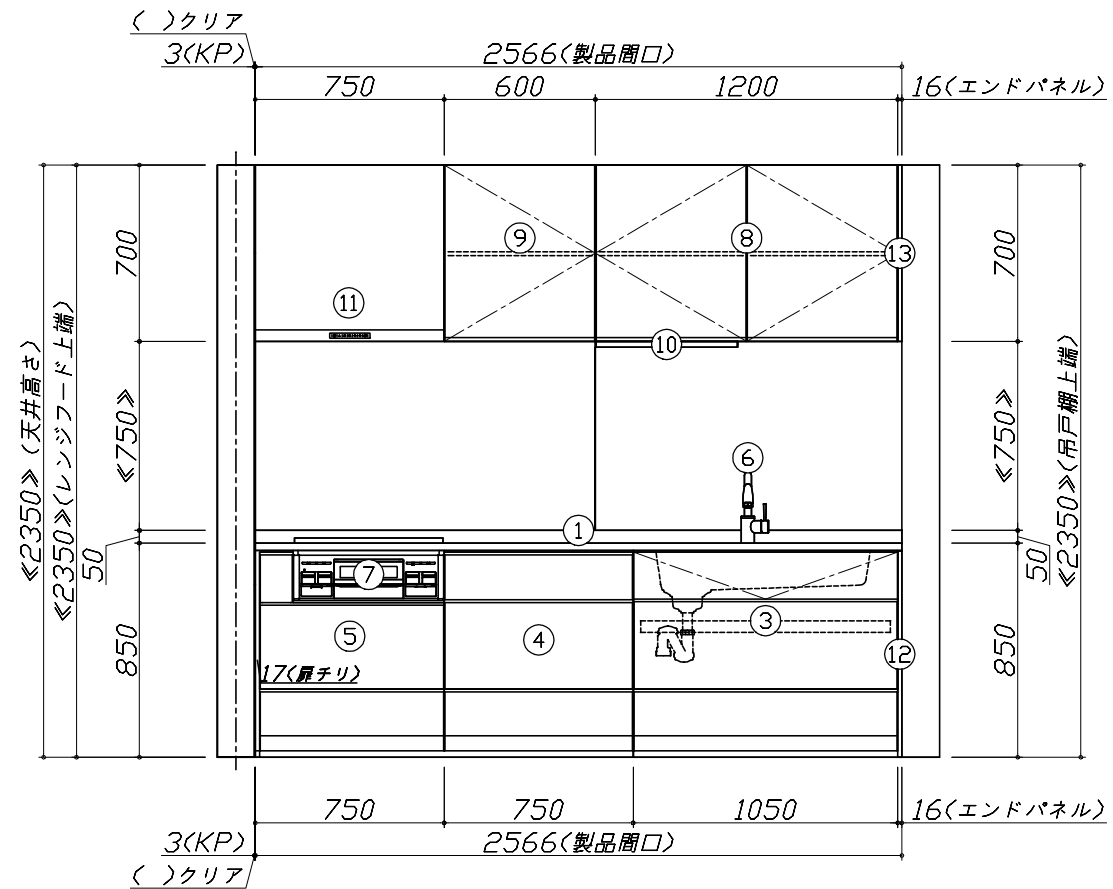 ( )クリア
3(KP)
2566(製品間口)
750
600
1200
16(エンドパネル)
≪2350≫(天井高さ)
≪2350≫(レンジフード上端)
700
≪750≫
50
850
⑨
⑧
⑬
⑪
⑩
⑥
①
⑦
③
⑤
④
⑫
17(扉チリ)
700
≪750≫
50
850
≪2350≫(吊戸棚上端)
750
750
1050
16(エンドパネル)
3(KP)
2566(製品間口)
( )クリア